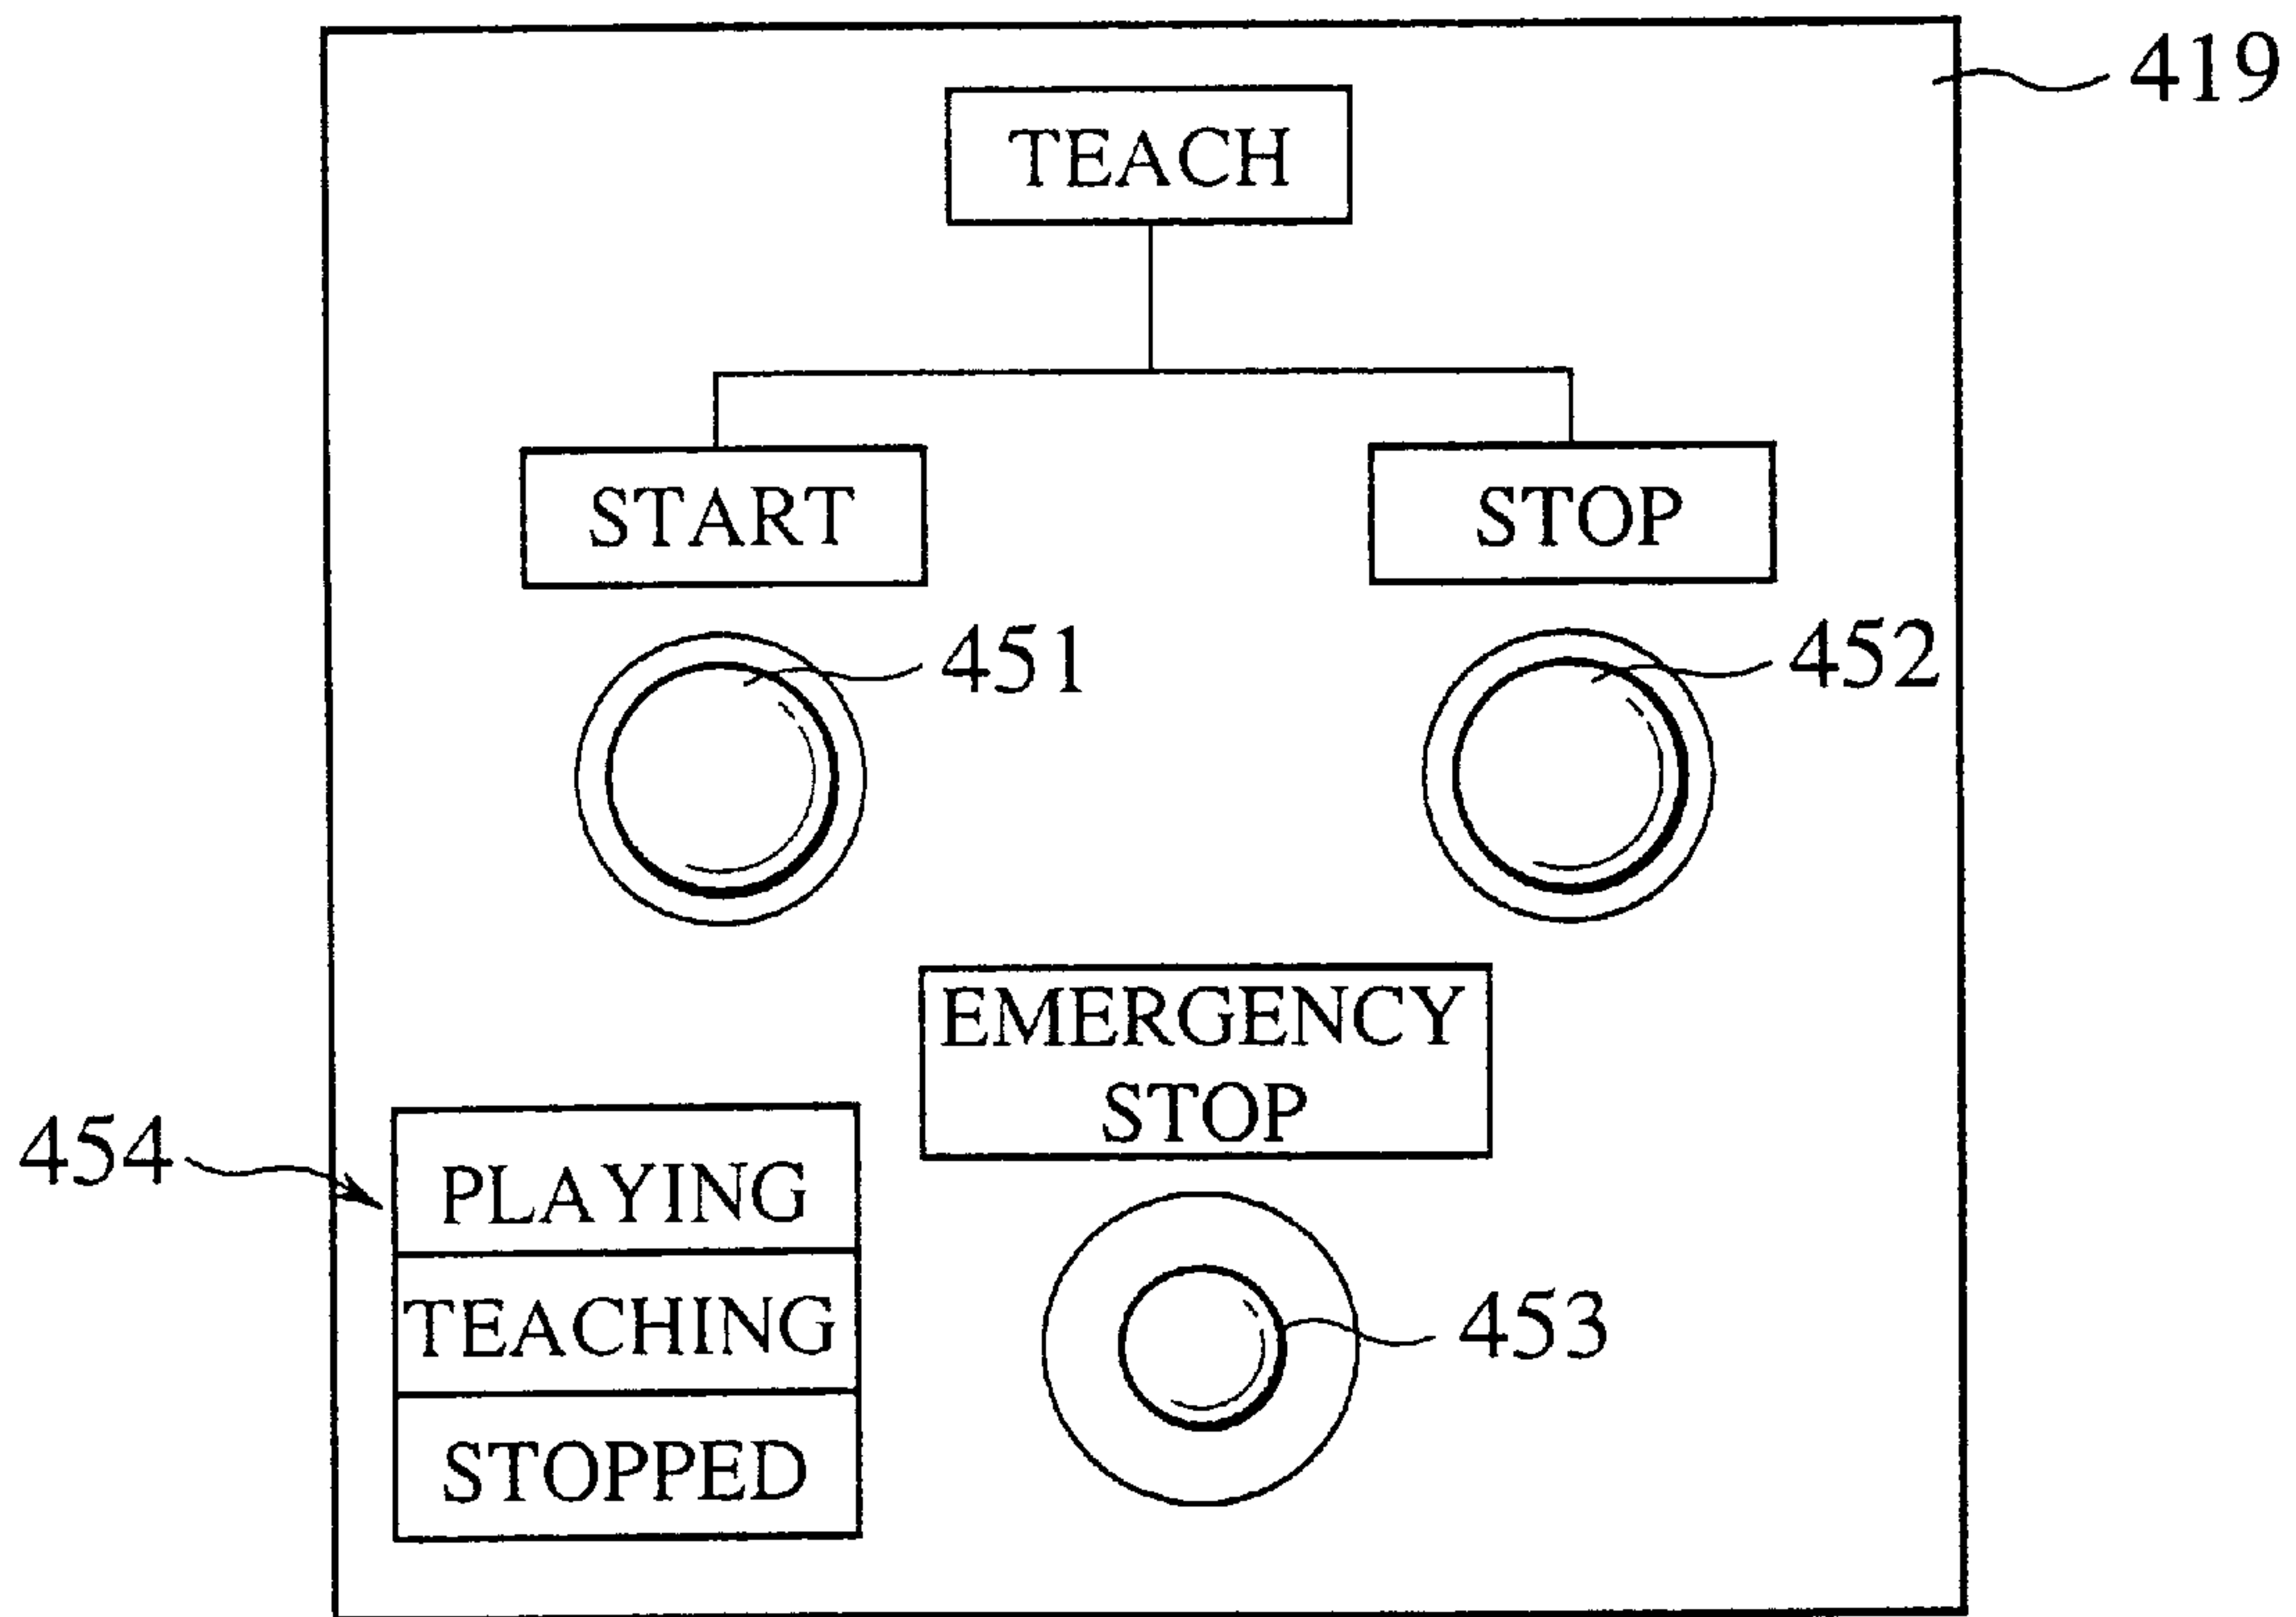 419
TEACH
START
STOP
451
452
EMERGENCY
STOP
454
PLAYING
TEACHING
STOPPED
453